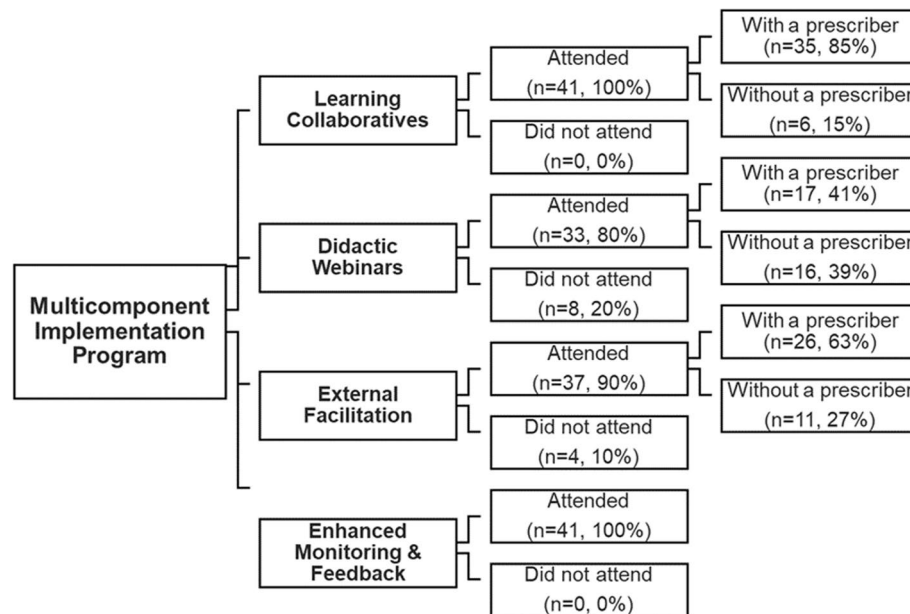 Multicomponent
Implementation
Program
Learning
Collaboratives
Attended
(n=41, 100%)
With a prescriber
(n=35, 85%)
Without a prescriber
(n=6, 15%)
Did not attend
(n=0, 0%)
Didactic
Webinars
Attended
(n=33, 80%)
With a prescriber
(n=17, 41%)
Without a prescriber
(n=16, 39%)
Did not attend
(n=8, 20%)
External
Facilitation
Attended
(n=37, 90%)
With a prescriber
(n=26, 63%)
Without a prescriber
(n=11, 27%)
Did not attend
(n=4, 10%)
Enhanced
Monitoring &
Feedback
Attended
(n=41, 100%)
Did not attend
(n=0, 0%)